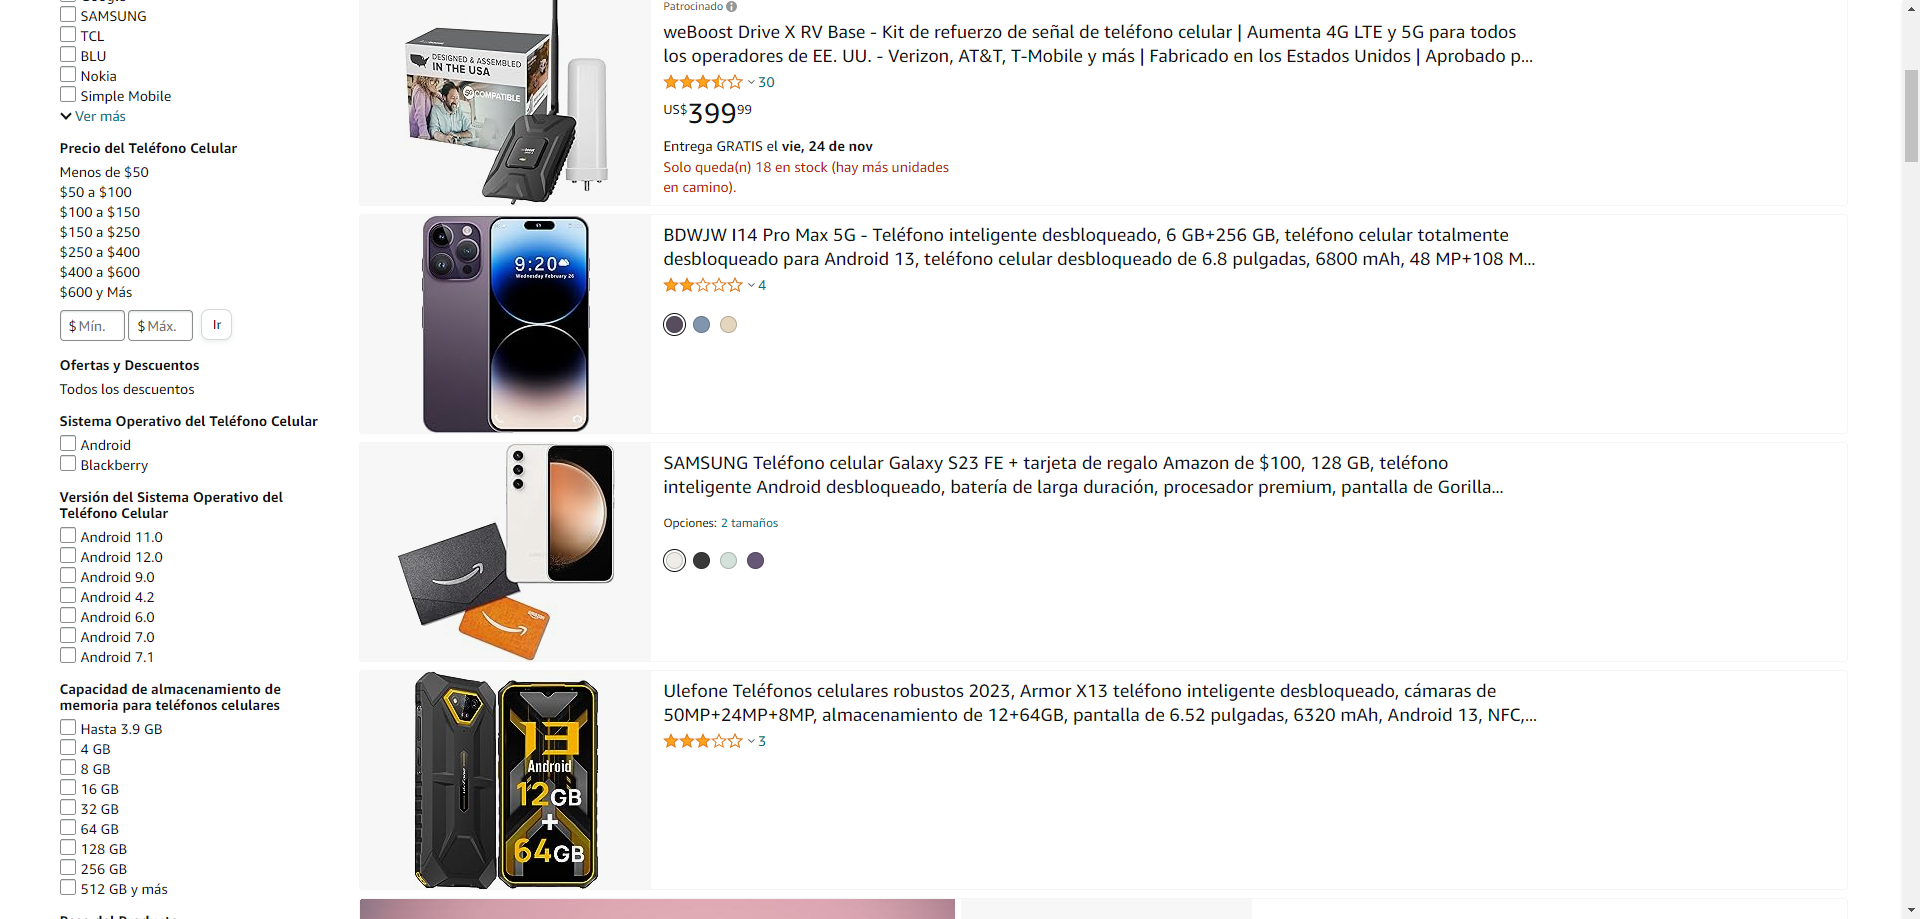 SAMSUNG
TCL
BLU
Nokia
Simple Mobile
Ver más
Precio del Teléfono Celular
Menos de $50
$50 a $100
$100 a $150
$150 a $250
$250 a $400
$400 a $600
$600 y Más
$ Mín. $ Máx. Ir
Ofertas y Descuentos
Todos los descuentos
Sistema Operativo del Teléfono Celular
Android
Blackberry
Versión del Sistema Operativo del
Teléfono Celular
Android 11.0
Android 12.0
Android 9.0
Android 4.2
Android 6.0
Android 7.0
Android 7.1
Capacidad de almacenamiento de
memoria para teléfonos celulares
Hasta 3.9 GB
4 GB
8 GB
16 GB
32 GB
64 GB
128 GB
256 GB
512 GB y más
Patrocinado
weBoost Drive X RV Base - Kit de refuerzo de señal de teléfono celular | Aumenta 4G LTE y 5G para todos
los operadores de EE. UU. - Verizon, AT&T, T-Mobile y más | Fabricado en los Estados Unidos | Aprobado p...
30
US$39999
Entrega GRATIS el vie, 24 de nov
Solo queda(n) 18 en stock (hay más unidades
en camino).
DESIGNED & ASSEMBLED
IN THE USA
5G COMPATIBLE
BDWJW I14 Pro Max 5G - Teléfono inteligente desbloqueado, 6 GB+256 GB, teléfono celular totalmente
desbloqueado para Android 13, teléfono celular desbloqueado de 6.8 pulgadas, 6800 mAh, 48 MP+108 M...
4
9:20
Wednesday February 26
SAMSUNG Teléfono celular Galaxy S23 FE + tarjeta de regalo Amazon de $100, 128 GB, teléfono
inteligente Android desbloqueado, batería de larga duración, procesador premium, pantalla de Gorilla...
Opciones: 2 tamaños
amazon
Ulefone Teléfonos celulares robustos 2023, Armor X13 teléfono inteligente desbloqueado, cámaras de
50MP+24MP+8MP, almacenamiento de 12+64GB, pantalla de 6.52 pulgadas, 6320 mAh, Android 13, NFC,...
3
13
Android
12GB
+
64GB